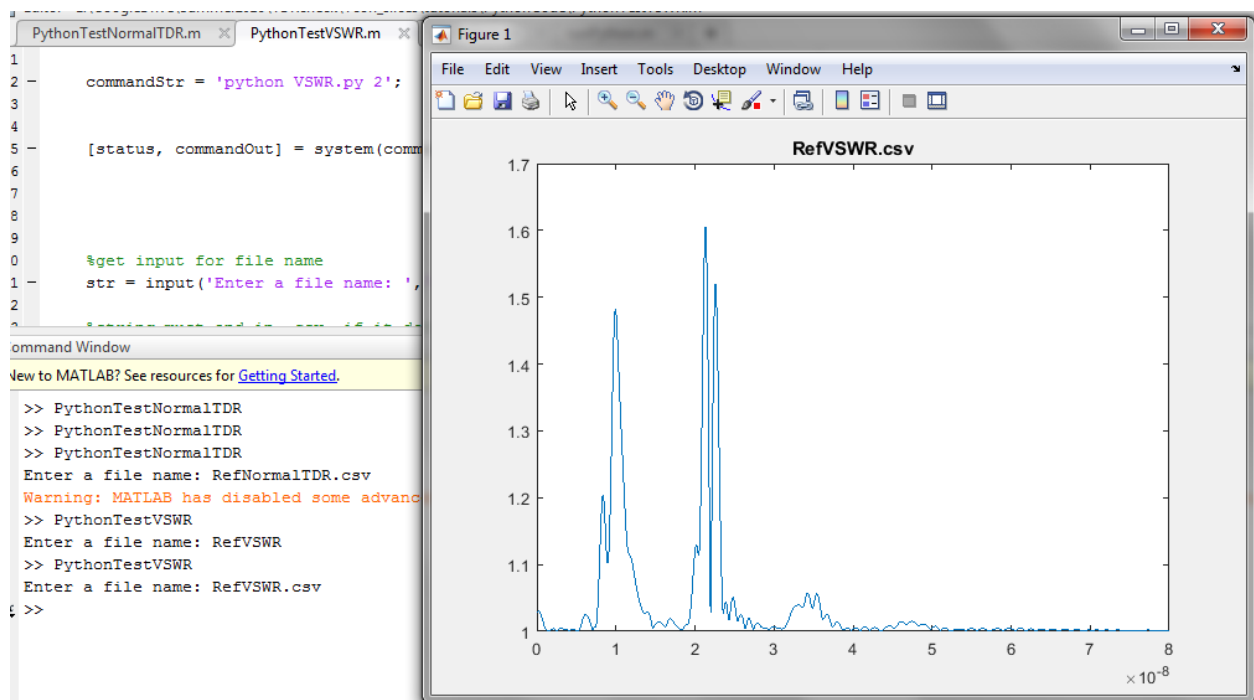 PythonTestNormalTDR.m PythonTestVSWR.m
1
2 – commandStr = 'python VSWR.py 2';
3
4
5 – [status, commandOut] = system(comm
6
7
8
9
0 %get input for file name
1 – str = input('Enter a file name: ',
2
Command Window
New to MATLAB? See resources for Getting Started.
>> PythonTestNormalTDR
>> PythonTestNormalTDR
>> PythonTestNormalTDR
Enter a file name: RefNormalTDR.csv
Warning: MATLAB has disabled some advanc
>> PythonTestVSWR
Enter a file name: RefVSWR
>> PythonTestVSWR
Enter a file name: RefVSWR.csv
>>
Figure 1
File Edit View Insert Tools Desktop Window Help
RefVSWR.csv
1.7
1.6
1.5
1.4
1.3
1.2
1.1
1
0 1 2 3 4 5 6 7 8
×10⁻⁸